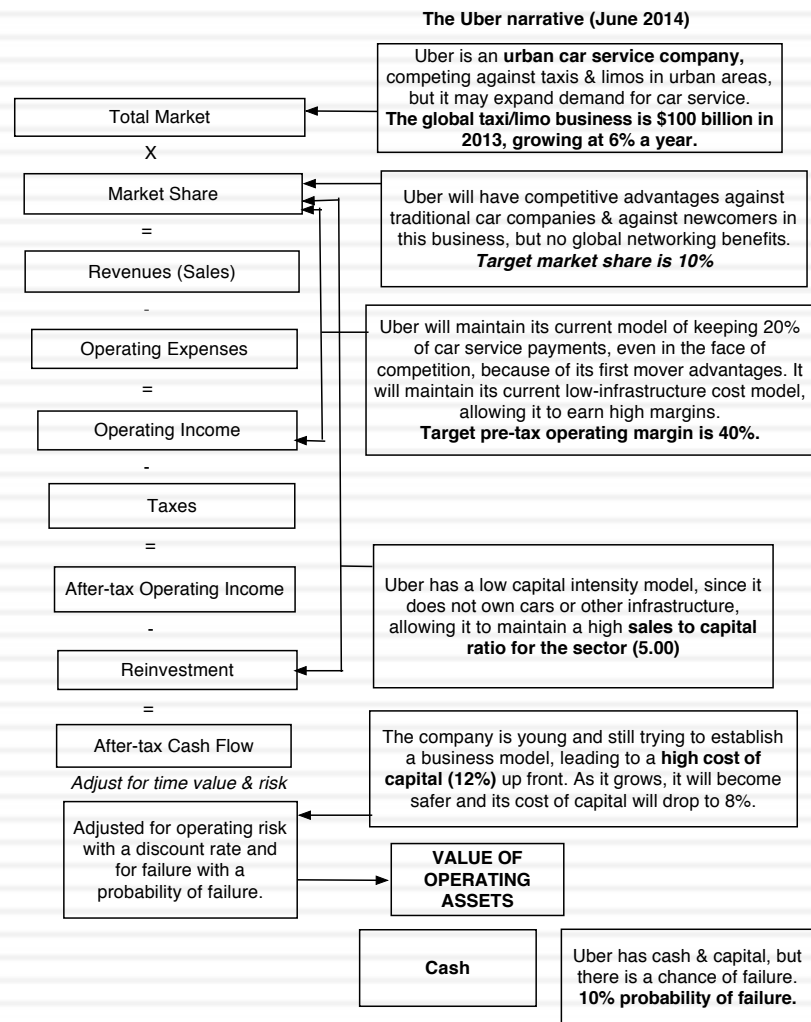 The Uber narrative (June 2014)
Uber is an urban car service company,
competing against taxis & limos in urban areas,
but it may expand demand for car service.
The global taxi/limo business is $100 billion in
2013, growing at 6% a year.
Total Market
X
Market Share
Uber will have competitive advantages against
traditional car companies & against newcomers in
this business, but no global networking benefits.
Target market share is 10%
=
Revenues (Sales)
-
Operating Expenses
Uber will maintain its current model of keeping 20%
of car service payments, even in the face of
competition, because of its first mover advantages. It
will maintain its current low-infrastructure cost model,
allowing it to earn high margins.
Target pre-tax operating margin is 40%.
=
Operating Income
-
Taxes
=
After-tax Operating Income
Uber has a low capital intensity model, since it
does not own cars or other infrastructure,
allowing it to maintain a high sales to capital
ratio for the sector (5.00)
-
Reinvestment
=
After-tax Cash Flow
The company is young and still trying to establish
a business model, leading to a high cost of
capital (12%) up front. As it grows, it will become
safer and its cost of capital will drop to 8%.
Adjust for time value & risk
Adjusted for operating risk
with a discount rate and
for failure with a
probability of failure.
VALUE OF
OPERATING
ASSETS
Cash
Uber has cash & capital, but
there is a chance of failure.
10% probability of failure.